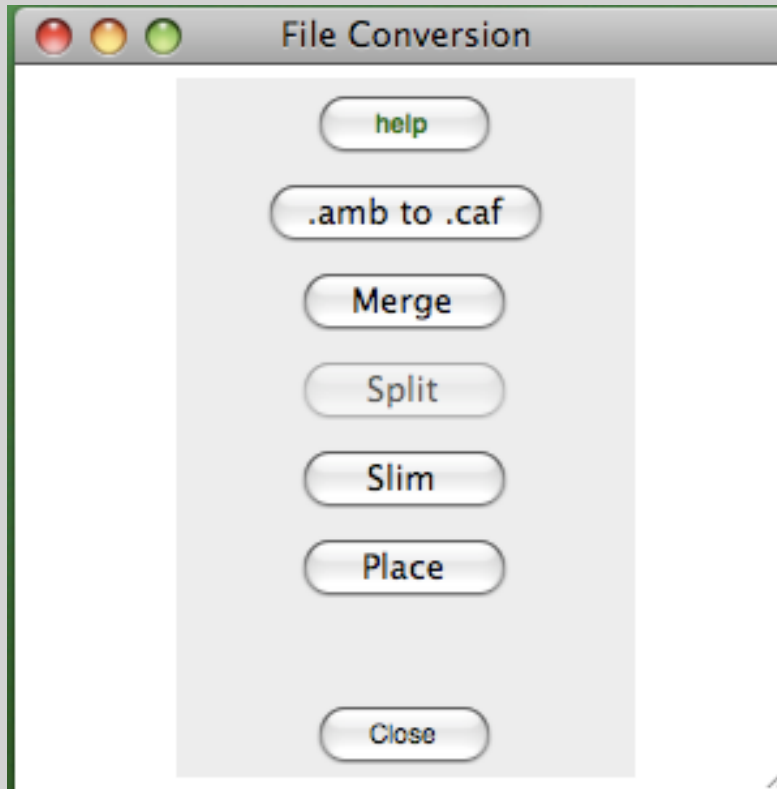 File Conversion
help
.amb to .caf
Merge
Split
Slim
Place
Close